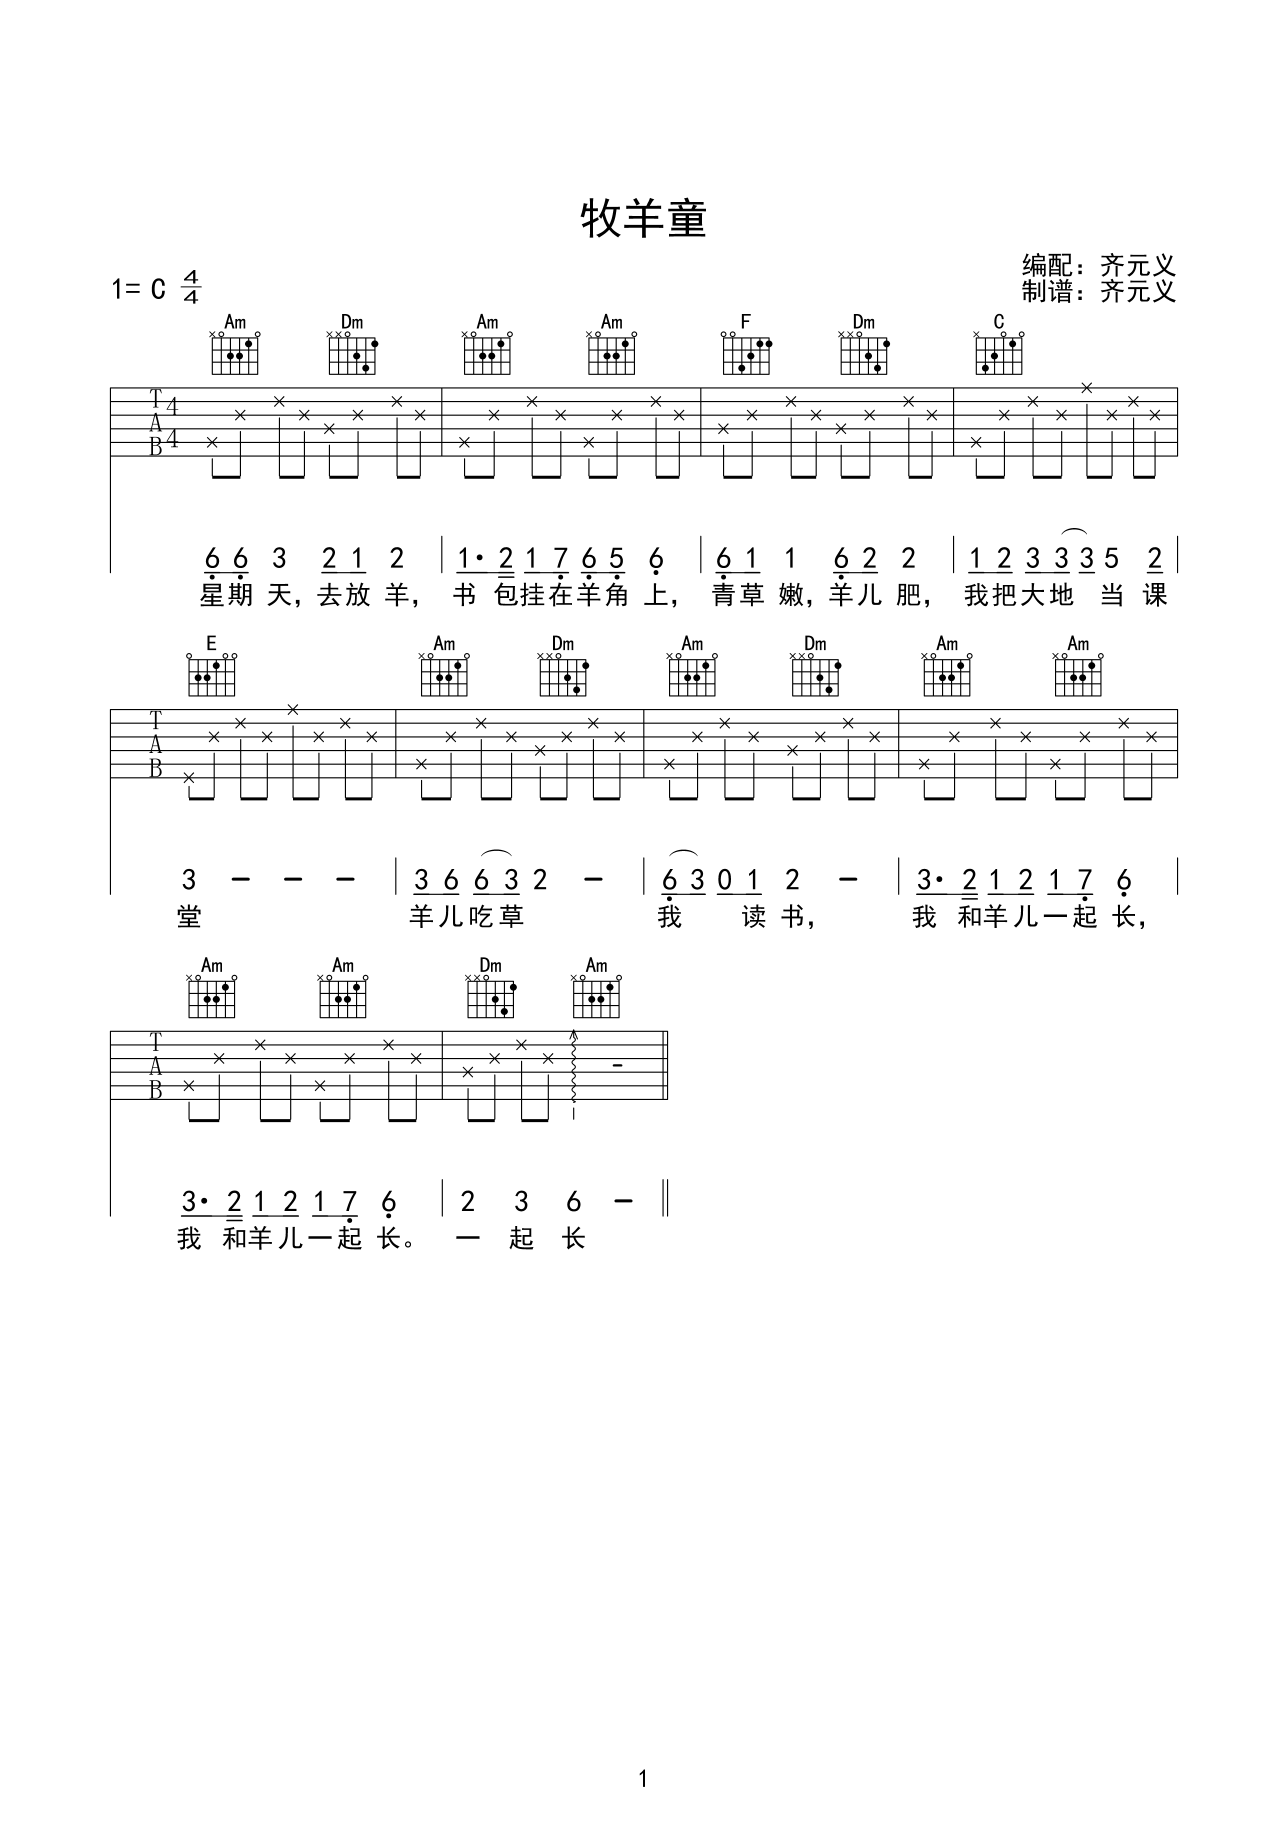 牧羊童
编配：齐元义
1= C 4/4
制谱：齐元义
Am Dm Am Am F Dm C
T A B 4 4
6 6 3 2 1 2 1· 2 1 7 6 5 6 6 1 1 6 2 2 1 2 3 3 3 5 2
星期 天，去放 羊， 书 包挂在羊角 上， 青草 嫩，羊儿 肥， 我把大地 当 课
E Am Dm Am Dm Am Am
T A B
3 - - - 3 6 6 3 2 - 6 3 0 1 2 - 3· 2 1 2 1 7 6
堂 羊儿吃草 我 读书， 我 和羊儿一起 长，
Am Am Dm Am
T A B
3· 2 1 2 1 7 6 2 3 6 -
我 和羊儿一起 长。 一 起 长
1